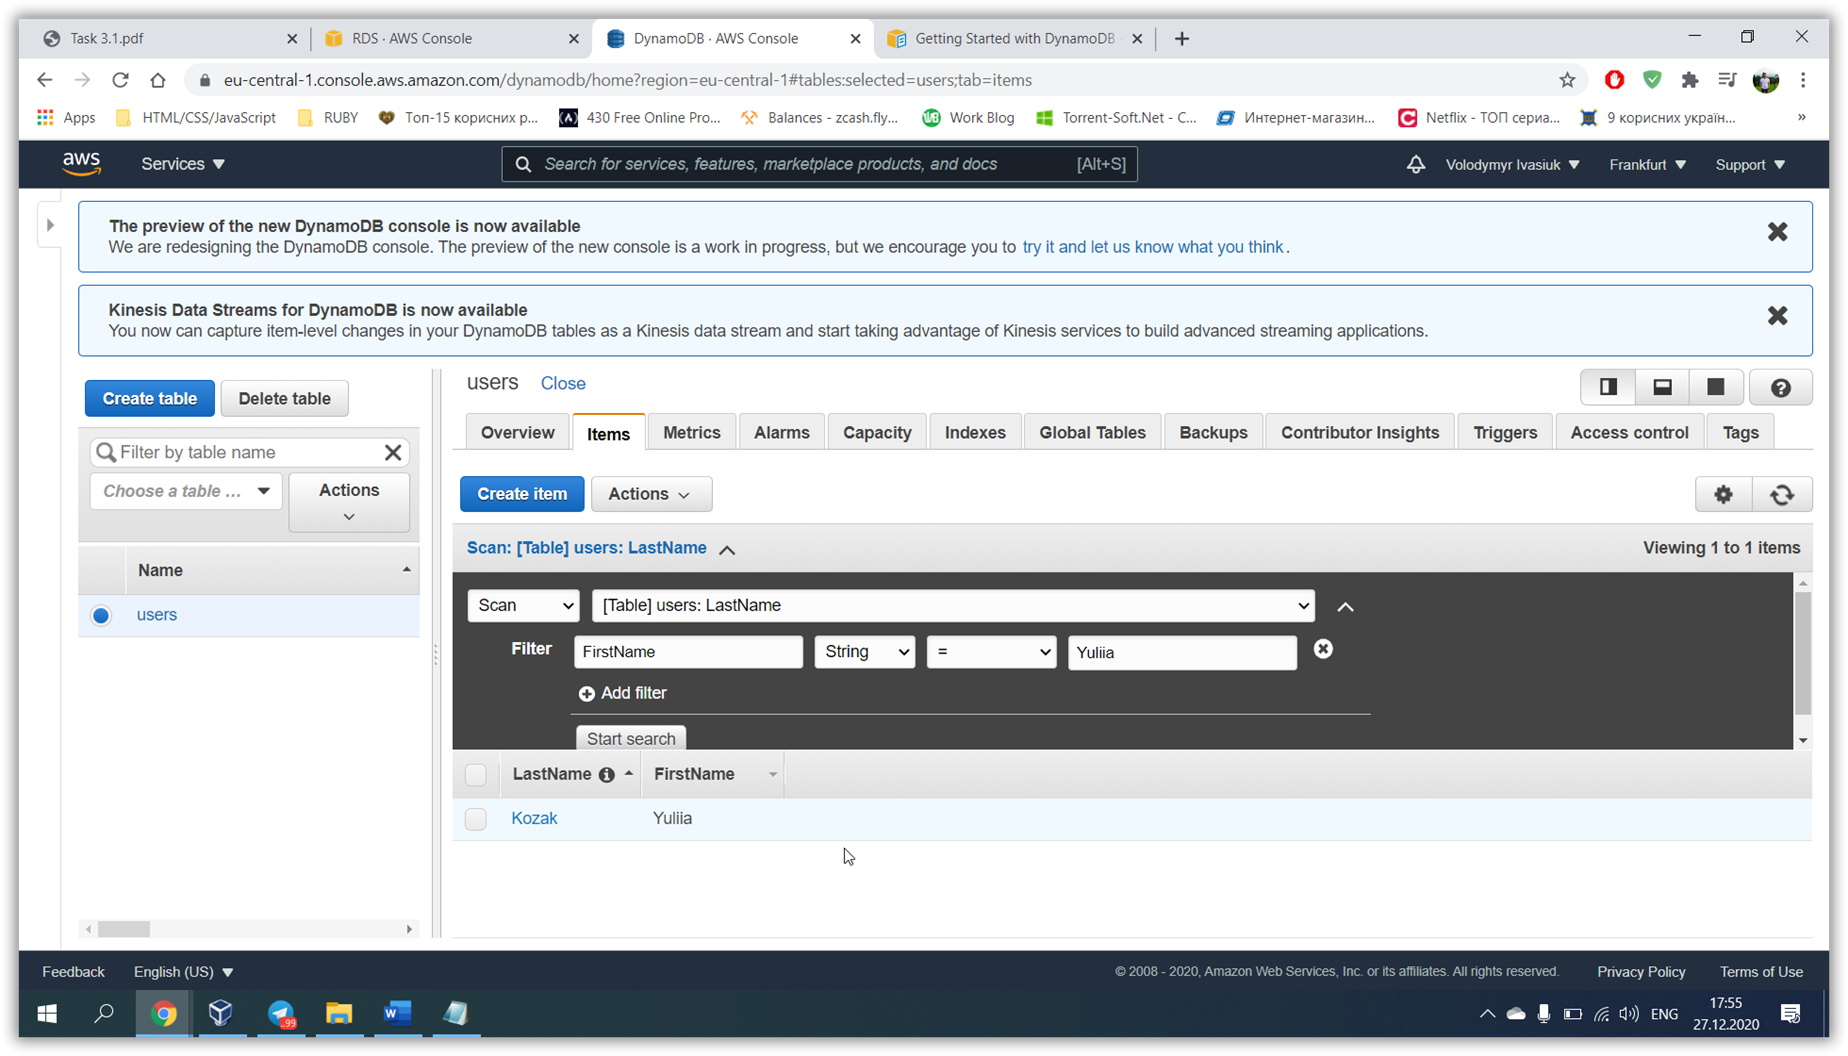 Task 3.1.pdf
RDS · AWS Console
DynamoDB · AWS Console
Getting Started with DynamoDB
eu-central-1.console.aws.amazon.com/dynamodb/home?region=eu-central-1#tables:selected=users;tab=items
Apps
HTML/CSS/JavaScript
RUBY
Топ-15 корисних р...
430 Free Online Pro...
Balances - zcash.fly...
Work Blog
Torrent-Soft.Net - C...
Интернет-магазин...
Netflix - ТОП сериа...
9 корисних україн...
»
aws
Services
Search for services, features, marketplace products, and docs
[Alt+S]
Volodymyr Ivasiuk
Frankfurt
Support
The preview of the new DynamoDB console is now available
We are redesigning the DynamoDB console. The preview of the new console is a work in progress, but we encourage you to try it and let us know what you think.
Kinesis Data Streams for DynamoDB is now available
You now can capture item-level changes in your DynamoDB tables as a Kinesis data stream and start taking advantage of Kinesis services to build advanced streaming applications.
Create table
Delete table
Filter by table name
Choose a table ...
Actions
Name
users
users
Close
Overview
Items
Metrics
Alarms
Capacity
Indexes
Global Tables
Backups
Contributor Insights
Triggers
Access control
Tags
Create item
Actions
Scan: [Table] users: LastName
Viewing 1 to 1 items
Scan
[Table] users: LastName
Filter
FirstName
String
=
Yuliia
Add filter
Start search
LastName
FirstName
Kozak
Yuliia
Feedback
English (US)
© 2008 - 2020, Amazon Web Services, Inc. or its affiliates. All rights reserved.
Privacy Policy
Terms of Use
.99
ENG
17:55
27.12.2020